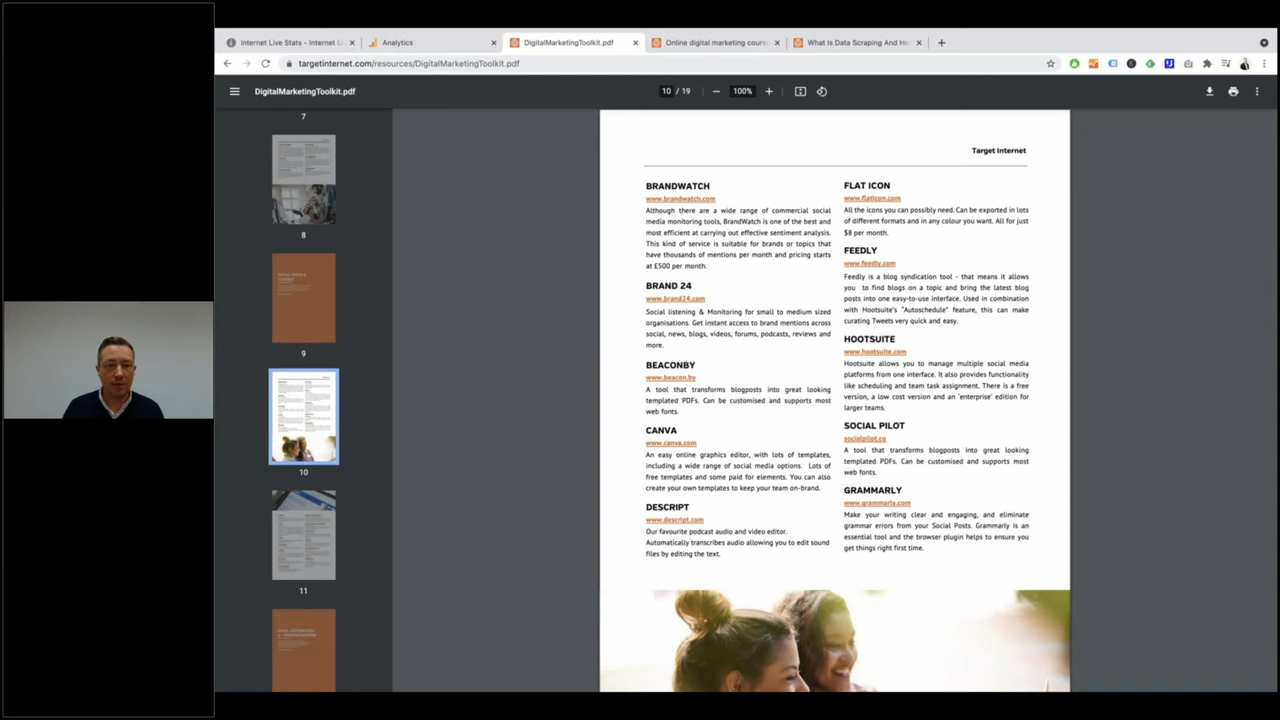 Internet Live Stats - Internet Li
Analytics
DigitalMarketingToolkit.pdf
Online digital marketing cours
What Is Data Scraping And Ho
targetinternet.com/resources/DigitalMarketingToolkit.pdf
DigitalMarketingToolkit.pdf
10 / 19
100%
7
8
9
10
11
Target Internet
BRANDWATCH
www.brandwatch.com
Although there are a wide range of commercial social
media monitoring tools, BrandWatch is one of the best and
most efficient at carrying out effective sentiment analysis.
This kind of service is suitable for brands or topics that
have thousands of mentions per month and pricing starts
at £500 per month.
BRAND 24
www.brand24.com
Social listening & Monitoring for small to medium sized
organisations. Get instant access to brand mentions across
social, news, blogs, videos, forums, podcasts, reviews and
more.
BEACONBY
www.beacon.by
A tool that transforms blogposts into great looking
templated PDFs. Can be customised and supports most
web fonts.
CANVA
www.canva.com
An easy online graphics editor, with lots of templates,
including a wide range of social media options. Lots of
free templates and some paid for elements. You can also
create your own templates to keep your team on-brand.
DESCRIPT
www.descript.com
Our favourite podcast audio and video editor.
Automatically transcribes audio allowing you to edit sound
files by editing the text.
FLAT ICON
www.flaticon.com
All the icons you can possibly need. Can be exported in lots
of different formats and in any colour you want. All for just
$8 per month.
FEEDLY
www.feedly.com
Feedly is a blog syndication tool - that means it allows
you to find blogs on a topic and bring the latest blog
posts into one easy-to-use interface. Used in combination
with Hootsuite's "Autoschedule" feature, this can make
curating Tweets very quick and easy.
HOOTSUITE
www.hootsuite.com
Hootsuite allows you to manage multiple social media
platforms from one interface. It also provides functionality
like scheduling and team task assignment. There is a free
version, a low cost version and an 'enterprise' edition for
larger teams.
SOCIAL PILOT
socialpilot.co
A tool that transforms blogposts into great looking
templated PDFs. Can be customised and supports most
web fonts.
GRAMMARLY
www.grammarly.com
Make your writing clear and engaging, and eliminate
grammar errors from your Social Posts. Grammarly is an
essential tool and the browser plugin helps to ensure you
get things right first time.